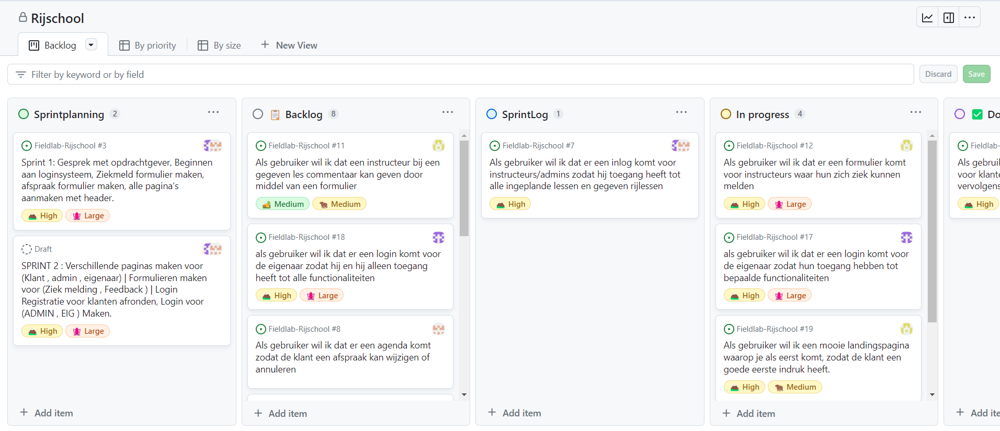 Rijschool
Backlog
By priority
By size
New View
Filter by keyword or by field
Discard
Save
Sprintplanning 2
Fieldlab-Rijschool #3
Sprint 1: Gesprek met opdrachtgever, Beginnen
aan loginsysteem, Ziekmeld formulier maken,
afspraak formulier maken, alle pagina's
aanmaken met header.
High
Large
Draft
SPRINT 2 : Verschillende paginas maken voor
(Klant , admin , eigenaar) | Formulieren maken
voor (Ziek melding , Feedback ) | Login
Registratie voor klanten afronden, Login voor
(ADMIN , EIG ) Maken.
High
Large
Add item
Backlog 8
Fieldlab-Rijschool #11
Als gebruiker wil ik dat een instructeur bij een
gegeven les commentaar kan geven door
middel van een formulier
Medium
Medium
Fieldlab-Rijschool #18
als gebruiker wil ik dat er een login komt voor
de eigenaar zodat hij en hij alleen toegang
heeft tot alle functionaliteiten
High
Large
Fieldlab-Rijschool #8
Als gebruiker wil ik dat er een agenda komt
zodat de klant een afspraak kan wijzigen of
annuleren
Add item
SprintLog 1
Fieldlab-Rijschool #7
Als gebruiker wil ik dat er een inlog komt voor
instructeurs/admins zodat hij toegang heeft tot
alle ingeplande lessen en gegeven rijlessen
High
Add item
In progress 4
Fieldlab-Rijschool #12
Als gebruiker wil ik dat er een formulier komt
voor instructeurs waar hun zich ziek kunnen
melden
High
Large
Fieldlab-Rijschool #17
als gebruiker wil ik dat er een login komt voor
de eigenaar zodat hun toegang hebben tot
bepaalde functionaliteiten
High
Large
Fieldlab-Rijschool #19
Als gebruiker wil ik een mooie landingspagina
waarop je als eerst komt, zodat de klant een
goede eerste indruk heeft.
High
Medium
Add item
Do
Fieldlab-
Als gebruik
voor klante
vervolgens
High
Add ite